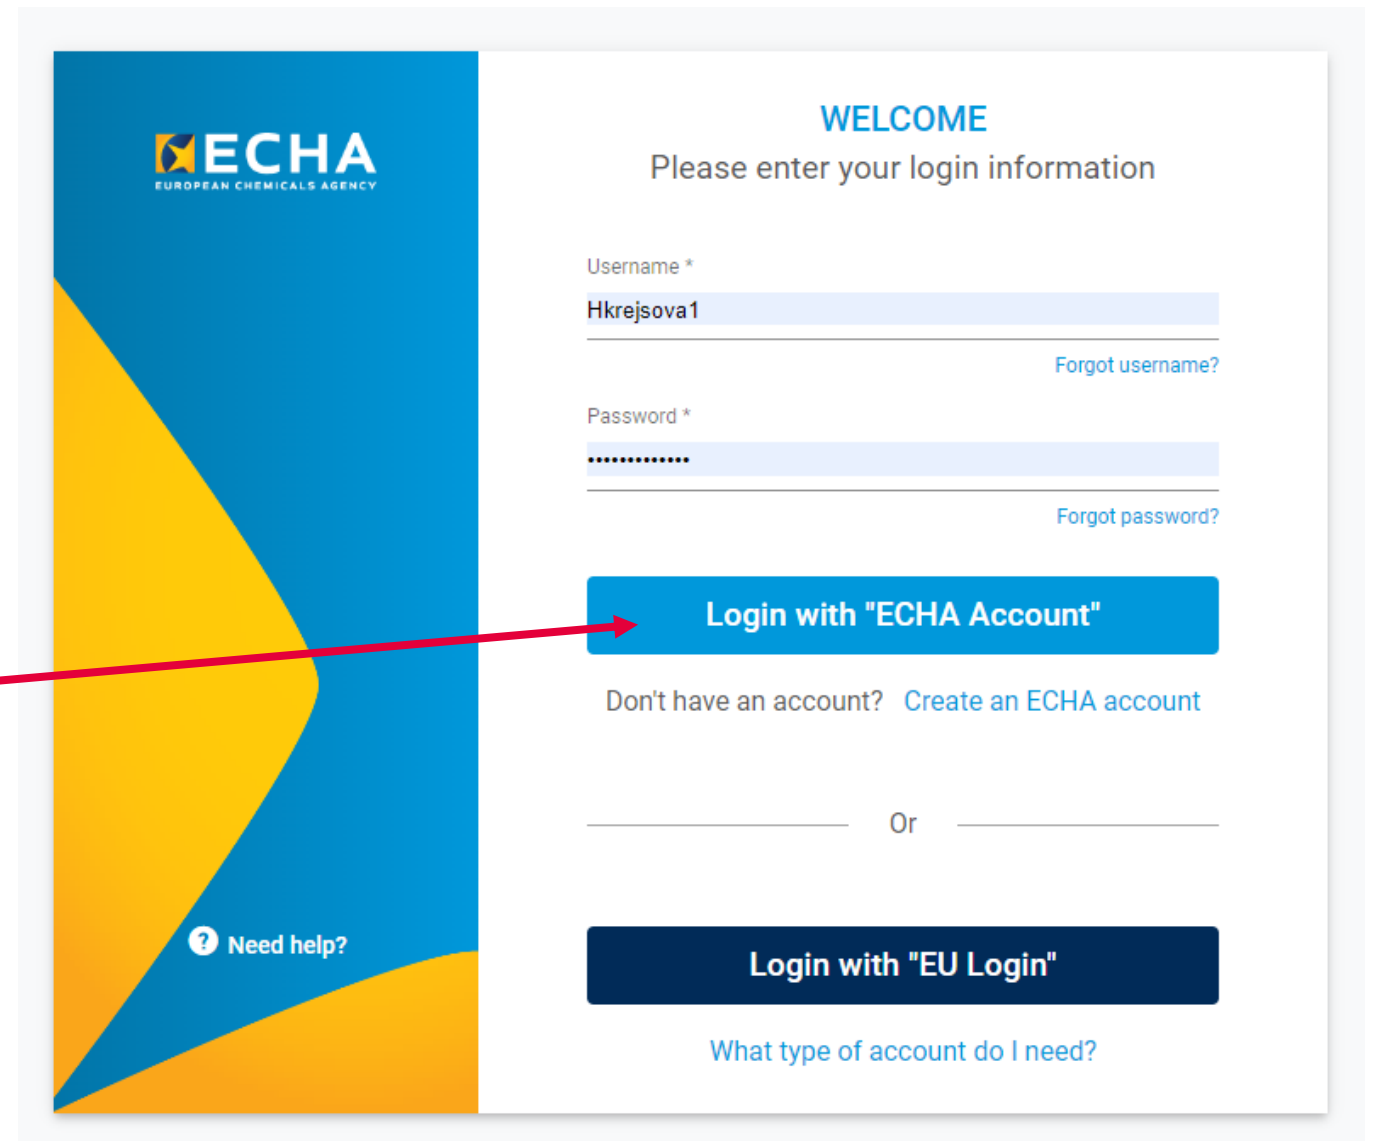 ECHA
EUROPEAN CHEMICALS AGENCY
Need help?
WELCOME
Please enter your login information
Username *
Hkrejsova1
Forgot username?
Password *
•••••••••••••
Forgot password?
Login with "ECHA Account"
Don't have an account? Create an ECHA account
Or
Login with "EU Login"
What type of account do I need?